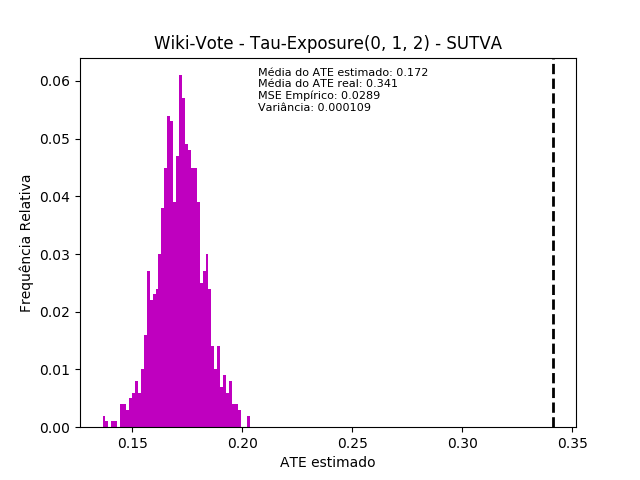 Wiki-Vote - Tau-Exposure(0, 1, 2) - SUTVA
Média do ATE estimado: 0.172
Média do ATE real: 0.341
MSE Empírico: 0.0289
Variância: 0.000109
Frequência Relativa
0.06
0.05
0.04
0.03
0.02
0.01
0.00
0.15
0.20
0.25
0.30
0.35
ATE estimado